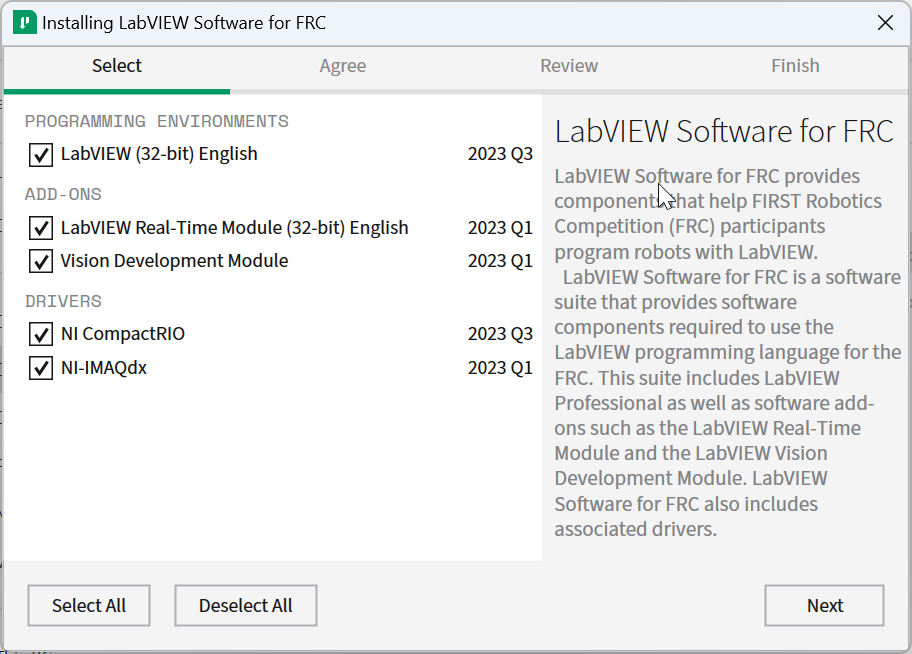 Installing LabVIEW Software for FRC
Select Agree Review Finish
PROGRAMMING ENVIRONMENTS
LabVIEW (32-bit) English 2023 Q3
ADD-ONS
LabVIEW Real-Time Module (32-bit) English 2023 Q1
Vision Development Module 2023 Q1
DRIVERS
NI CompactRIO 2023 Q3
NI-IMAQdx 2023 Q1
LabVIEW Software for FRC
LabVIEW Software for FRC provides
components that help FIRST Robotics
Competition (FRC) participants
program robots with LabVIEW.
LabVIEW Software for FRC is a software
suite that provides software
components required to use the
LabVIEW programming language for the
FRC. This suite includes LabVIEW
Professional as well as software add-
ons such as the LabVIEW Real-Time
Module and the LabVIEW Vision
Development Module. LabVIEW
Software for FRC also includes
associated drivers.
Select All Deselect All Next